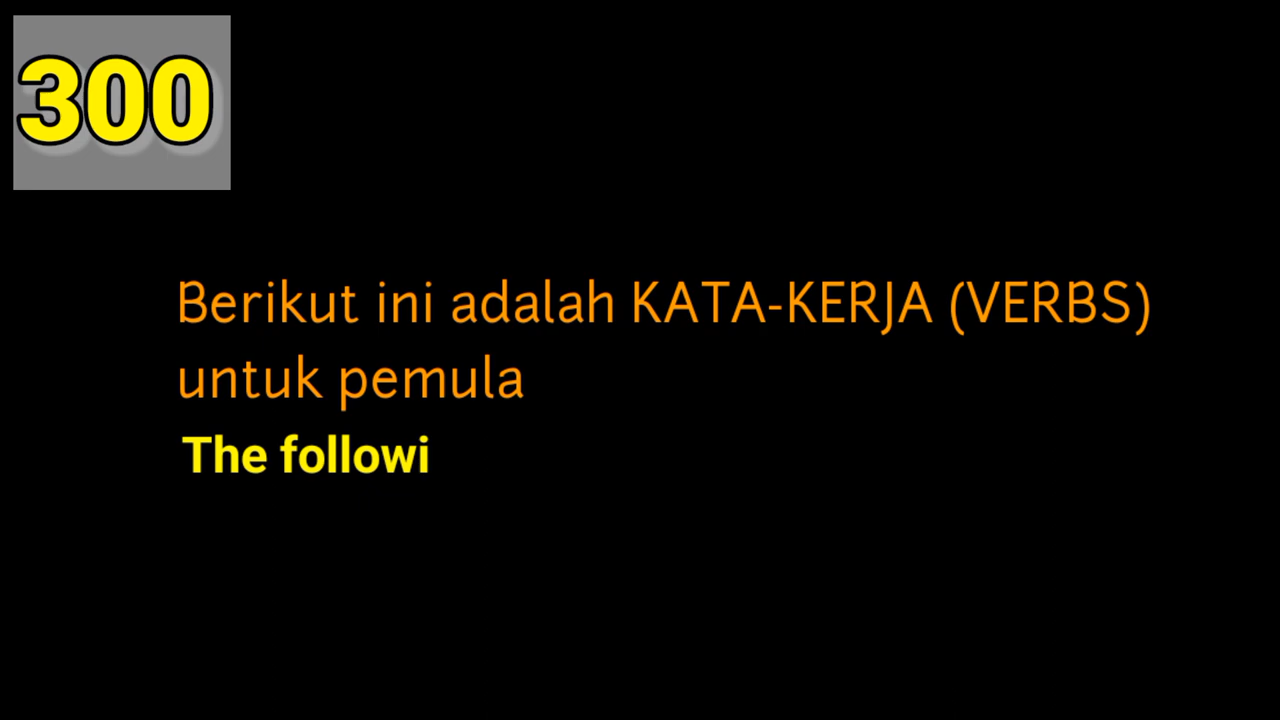 300
Berikut ini adalah KATA-KERJA (VERBS)
untuk pemula
The followi